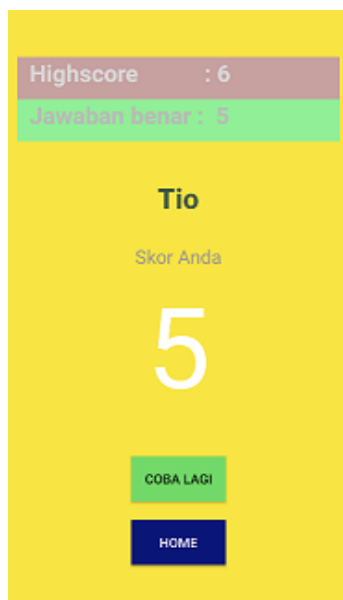 Highscore : 6
Jawaban benar : 5
Tio
Skor Anda
5
COBA LAGI
HOME